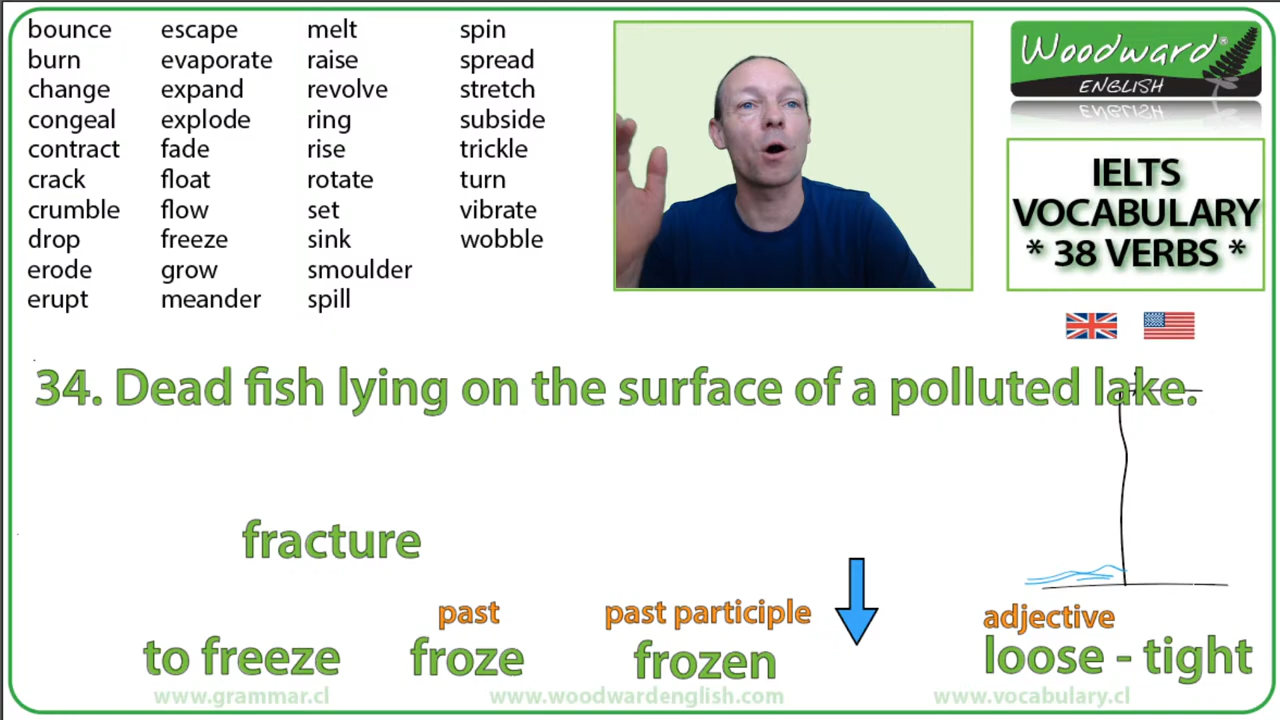 bounce escape melt spin
burn evaporate raise spread
change expand revolve stretch
congeal explode ring subside
contract fade rise trickle
crack float rotate turn
crumble flow set vibrate
drop freeze sink wobble
erode grow smoulder
erupt meander spill
Woodward®
ENGLISH
IELTS
VOCABULARY
* 38 VERBS *
34. Dead fish lying on the surface of a polluted lake.
fracture
past past participle adjective
to freeze froze frozen loose - tight
www.grammar.cl www.woodwardenglish.com www.vocabulary.cl